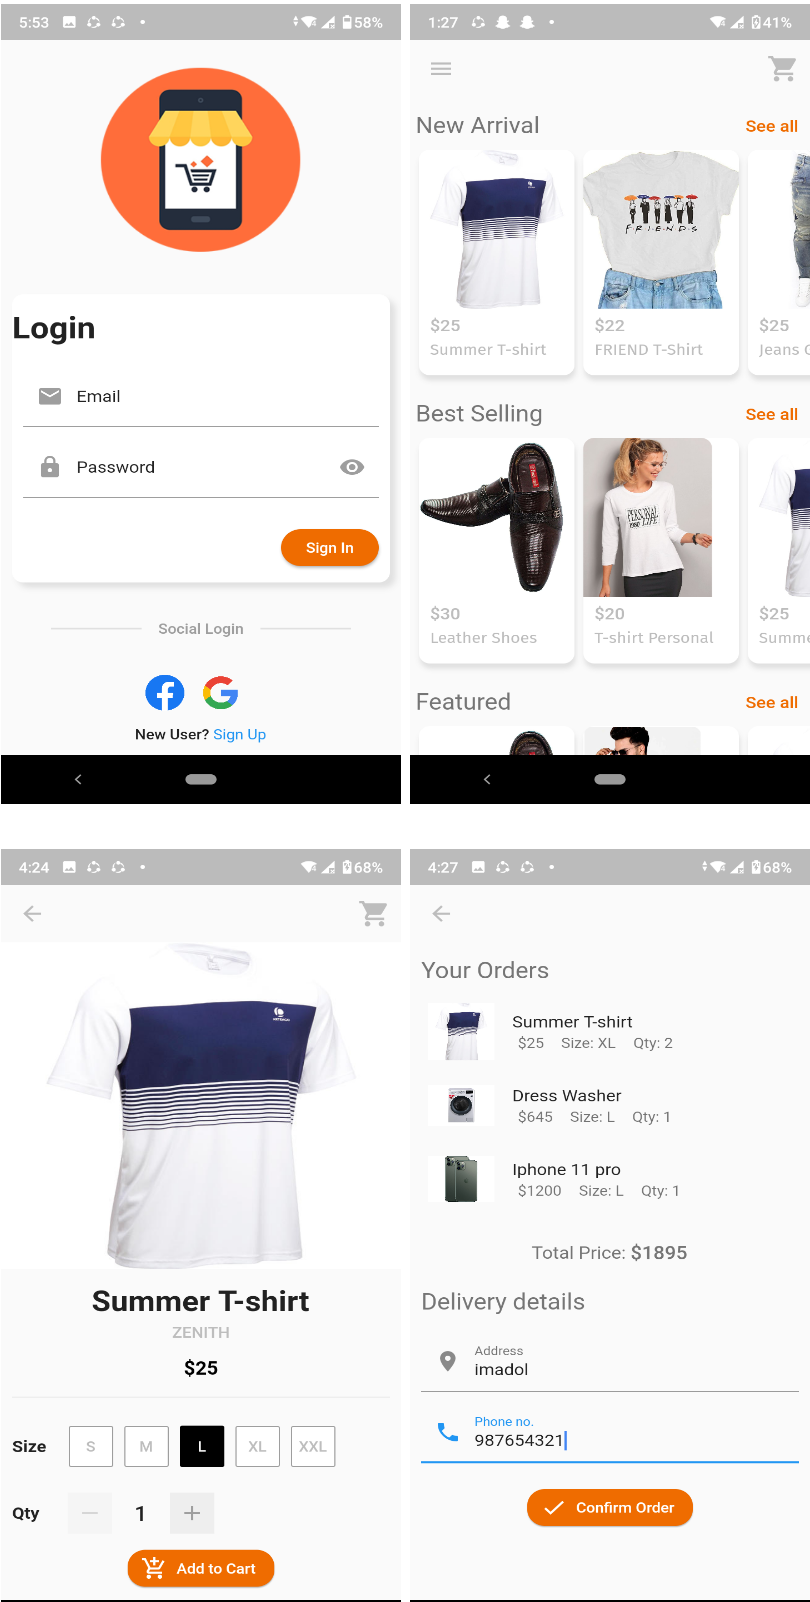 5:53 58%
Login
Email
Password
Sign In
Social Login
New User? Sign Up
1:27 41%
New Arrival See all
FRIENDS
$25 $22 $25
Summer T-shirt FRIEND T-Shirt Jeans
Best Selling See all
PERSONAL
LIFE
$30 $20 $25
Leather Shoes T-shirt Personal Summe
Featured See all
4:24 68%
Summer T-shirt
ZENITH
$25
Size S M L XL XXL
Qty 1
Add to Cart
4:27 68%
Your Orders
Summer T-shirt
$25 Size: XL Qty: 2
Dress Washer
$645 Size: L Qty: 1
Iphone 11 pro
$1200 Size: L Qty: 1
Total Price: $1895
Delivery details
Address
imadol
Phone no.
987654321
Confirm Order